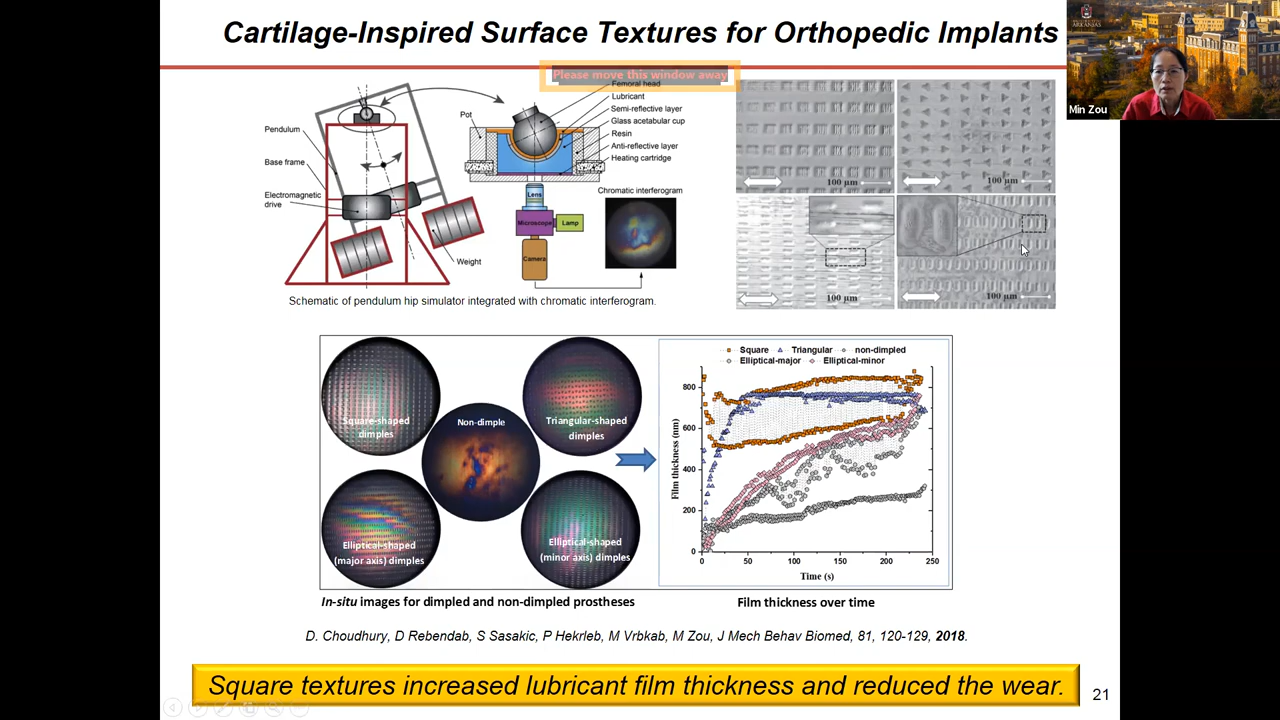 Cartilage-Inspired Surface Textures for Orthopedic Implants
ARKANSAS
Min Zou
Please move this window away
Pendulum
Base frame
Electromagnetic
drive
Weight
Pot
Femoral head
Lubricant
Semi-reflective layer
Glass acetabular cup
Resin
Anti-reflective layer
Heating cartridge
Lens
Microscope
Lamp
Camera
Chromatic interferogram
Schematic of pendulum hip simulator integrated with chromatic interferogram.
100 µm
100 µm
100 µm
100 µm
Square-shaped
dimples
Non-dimple
Triangular-shaped
dimples
Elliptical-shaped
(major axis) dimples
Elliptical-shaped
(minor axis) dimples
Square Triangular non-dimpled
Elliptical-major Elliptical-minor
Film thickness (nm)
800
600
400
200
0
0 50 100 150 200 250
Time (s)
In-situ images for dimpled and non-dimpled prostheses
Film thickness over time
D. Choudhury, D Rebendab, S Sasakic, P Hekrleb, M Vrbkab, M Zou, J Mech Behav Biomed, 81, 120-129, 2018.
Square textures increased lubricant film thickness and reduced the wear.
21